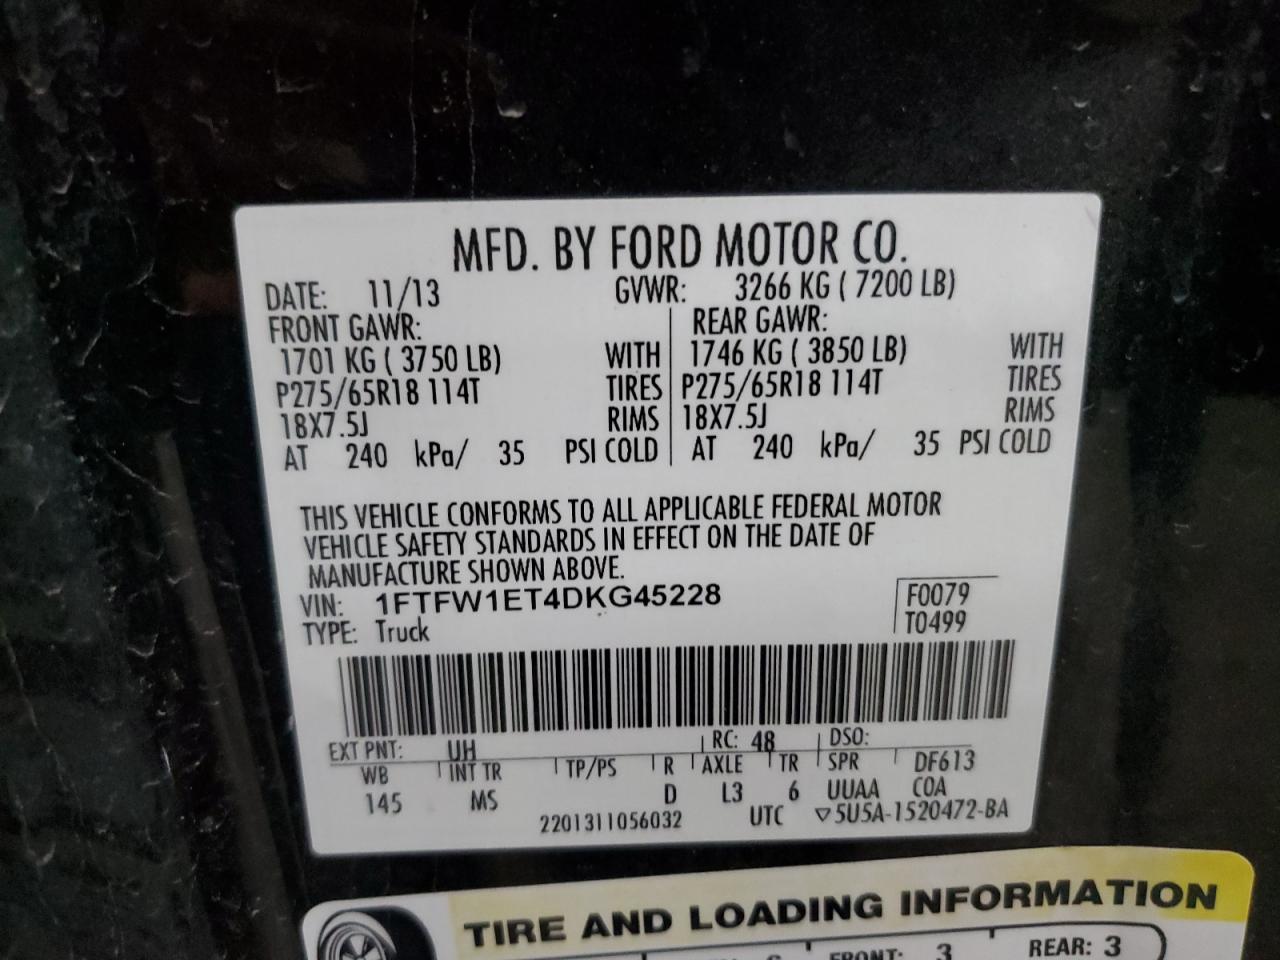 MFD. BY FORD MOTOR CO.
DATE: 11/13 GVWR: 3266 KG ( 7200 LB)
FRONT GAWR: REAR GAWR:
1701 KG ( 3750 LB) WITH 1746 KG ( 3850 LB) WITH
P275/65R18 114T TIRES P275/65R18 114T TIRES
18X7.5J RIMS 18X7.5J RIMS
AT 240 kPa/ 35 PSI COLD AT 240 kPa/ 35 PSI COLD
THIS VEHICLE CONFORMS TO ALL APPLICABLE FEDERAL MOTOR
VEHICLE SAFETY STANDARDS IN EFFECT ON THE DATE OF
MANUFACTURE SHOWN ABOVE.
VIN: 1FTFW1ET4DKG45228 F0079
TYPE: Truck T0499
EXT PNT: UH RC: 48 DSO:
WB INT TR TP/PS R AXLE TR SPR DF613
145 MS D L3 6 UUAA COA
2201311056032 UTC ▽5U5A-1520472-BA
TIRE AND LOADING INFORMATION
FRONT: 3 REAR: 3